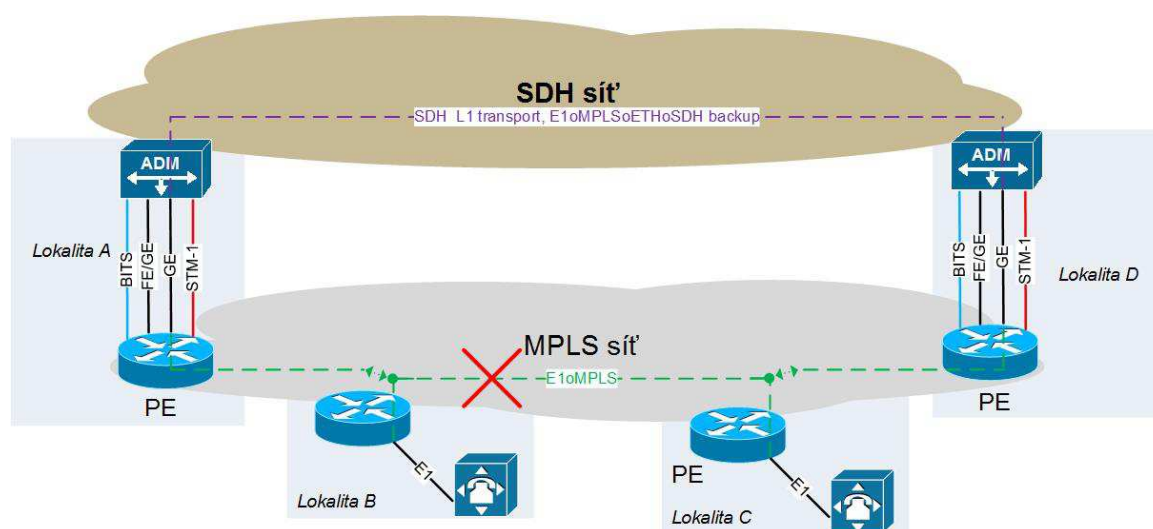 SDH síť
SDH L1 transport, E1oMPLSoETHoSDH backup
ADM
ADM
Lokalita A
BITS
FE/GE
GE
STM-1
BITS
FE/GE
GE
STM-1
Lokalita D
MPLS síť
E1oMPLS
PE
PE
PE
E1
E1
Lokalita B
Lokalita C